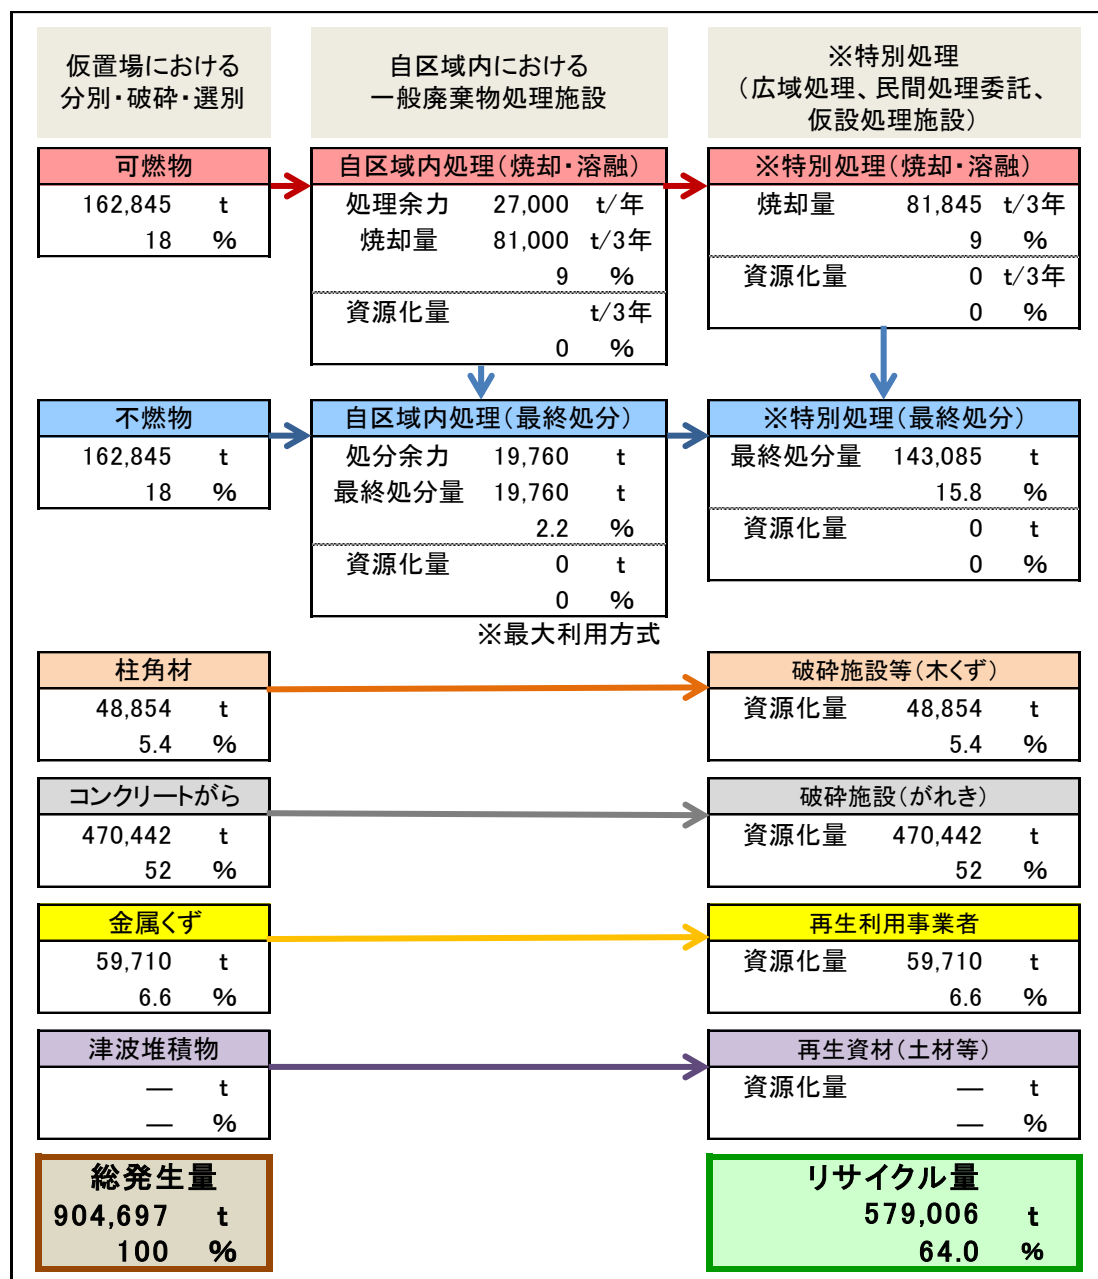 仮置場における
分別・破砕・選別
自区域内における
一般廃棄物処理施設
※特別処理
（広域処理、民間処理委託、
仮設処理施設）
可燃物
162,845 t
18 %
自区域内処理（焼却・溶融）
処理余力 27,000 t/年
焼却量 81,000 t/3年
9 %
資源化量 t/3年
0 %
※特別処理（焼却・溶融）
焼却量 81,845 t/3年
9 %
資源化量 0 t/3年
0 %
不燃物
162,845 t
18 %
自区域内処理（最終処分）
処分余力 19,760 t
最終処分量 19,760 t
2.2 %
資源化量 0 t
0 %
※最大利用方式
※特別処理（最終処分）
最終処分量 143,085 t
15.8 %
資源化量 0 t
0 %
柱角材
48,854 t
5.4 %
破砕施設等（木くず）
資源化量 48,854 t
5.4 %
コンクリートがら
470,442 t
52 %
破砕施設（がれき）
資源化量 470,442 t
52 %
金属くず
59,710 t
6.6 %
再生利用事業者
資源化量 59,710 t
6.6 %
津波堆積物
― t
― %
再生資材（土材等）
資源化量 ― t
― %
総発生量
904,697 t
100 %
リサイクル量
579,006 t
64.0 %